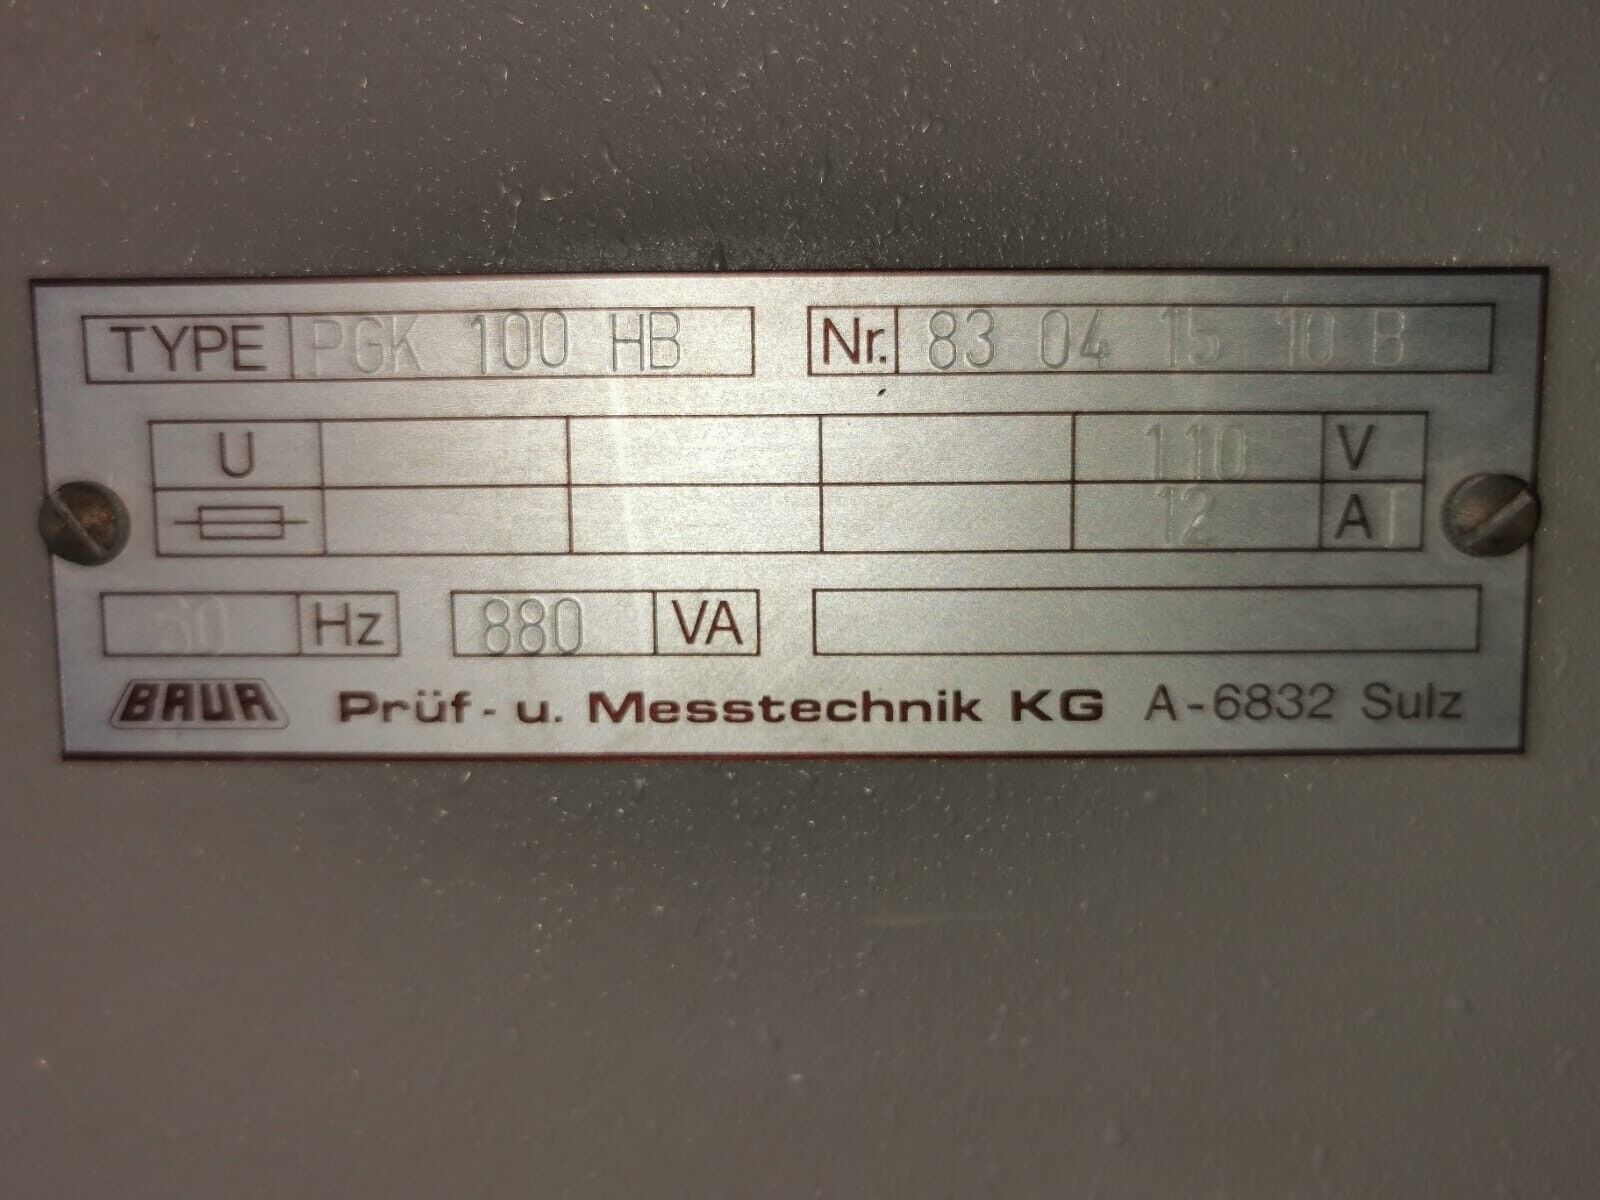 TYPE PGK 100 HB Nr. 83 04 15 10 B
U 110 V
12 A T
Hz 880 VA
BAUR Prüf- u. Messtechnik KG A-6832 Sulz